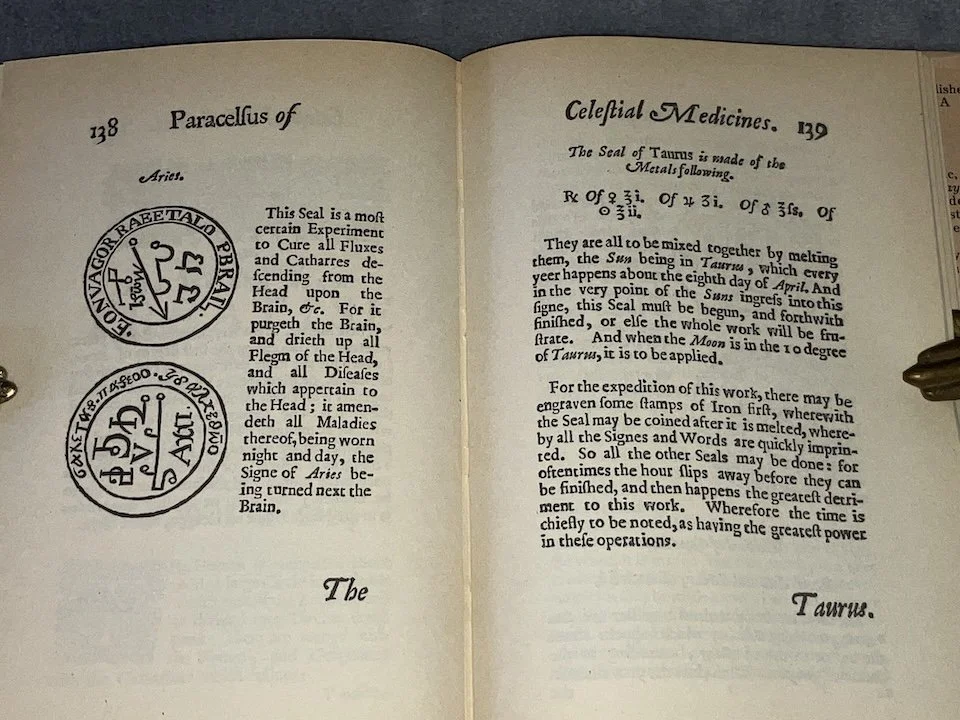 138 Paracelſus of
Aries.
This Seal is a moſt
certain Experiment
to Cure all Fluxes
and Catharres de-
ſcending from the
Head upon the
Brain, &c. For it
purgeth the Brain,
and drieth up all
Flegm of the Head,
and all Diſeaſes
which appertain to
the Head; it amen-
deth all Maladies
thereof, being worn
night and day, the
Signe of Aries be-
ing turned next the
Brain.
The
Celeſtial Medicines. 139
The Seal of Taurus is made of the
Metals following.
℞ Of ♀ ℥i. Of ♃ ʒi. Of ♂ ℥ſs. Of
☉ ℥ii.
They are all to be mixed together by melting
them, the Sun being in Taurus, which every
year happens about the eighth day of April. And
in the very point of the Suns ingreſs into this
ſigne, this Seal muſt be begun, and forthwith
finiſhed, or elſe the whole work will be fru-
ſtrate. And when the Moon is in the 10 degree
of Taurus, it is to be applied.
For the expedition of this work, there may be
engraven ſome ſtamps of Iron firſt, wherewith
the Seal may be coined after it is melted, where-
by all the Signes and Words are quickly imprin-
ted. So all the other Seals may be done: for
oftentimes the hour ſlips away before they can
be finiſhed, and then happens the greateſt detri-
ment to this work. Wherefore the time is
chiefly to be noted, as having the greateſt power
in theſe operations.
Taurus.